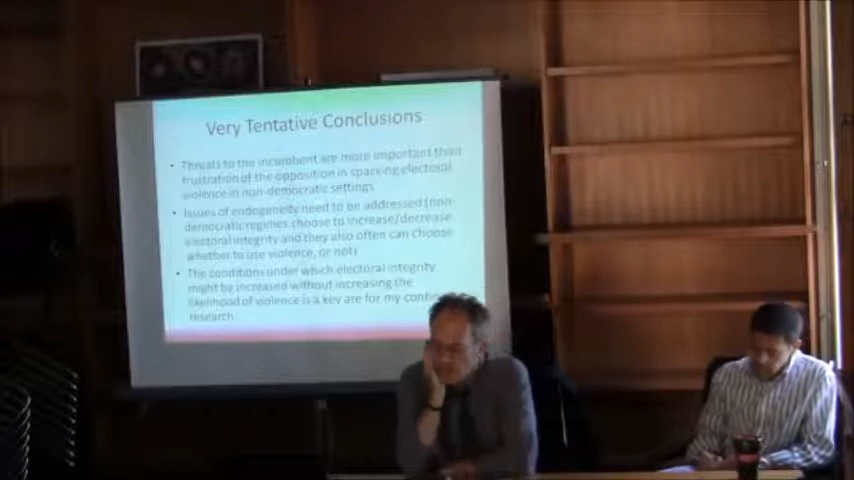 Very Tentative Conclusions
• Threats to the incumbent are more important than
frustration of the opposition in sparking electoral
violence in non-democratic settings
• Issues of endogeneity need to be addressed (non-
democratic regimes choose to increase/decrease
electoral integrity and they also often can choose
whether to use violence, or not)
• The conditions under which electoral integrity
might be increased without increasing the
likelihood of violence is a key are for my
research